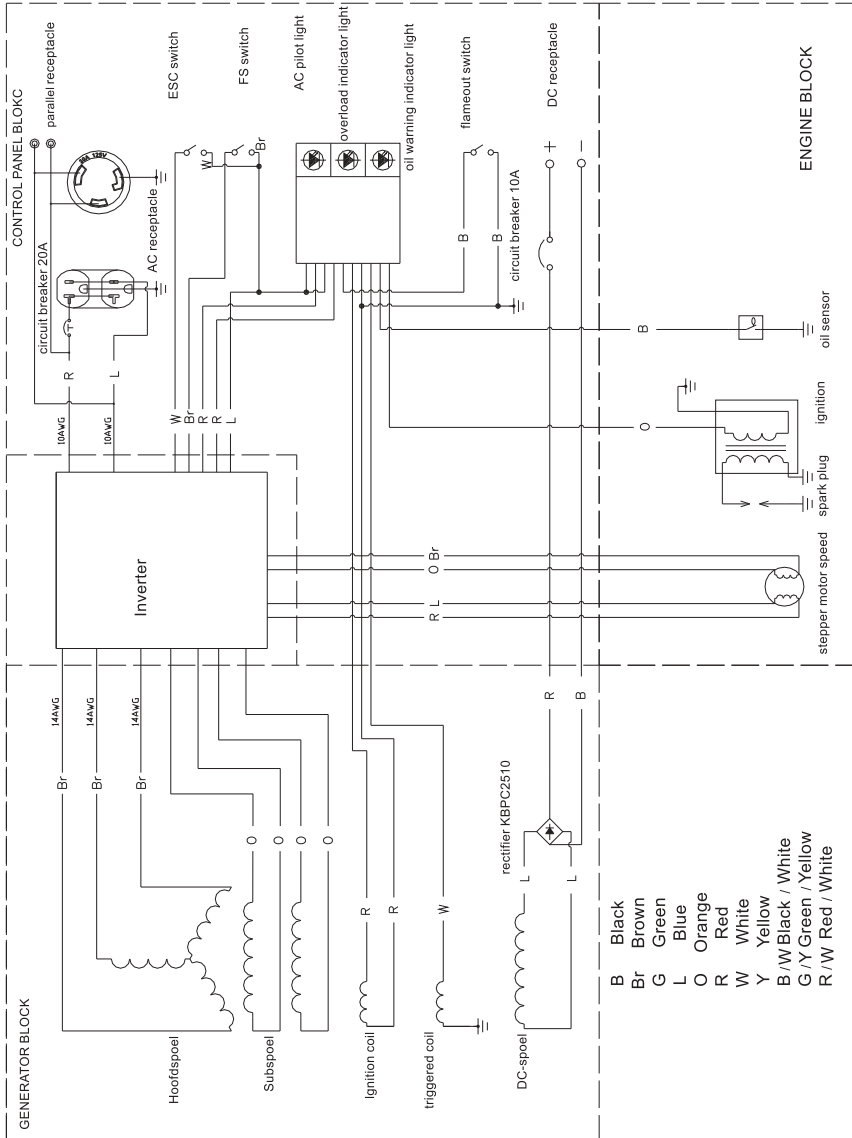 CONTROL PANEL BLOKC
parallel receptacle
30A 125V
AC receptacle
circuit breaker 20A
ESC switch
FS switch
AC pilot light
overload indicator light
oil warning indicator light
flameout switch
circuit breaker 10A
DC receptacle
+
−
ENGINE BLOCK
W
Br
B
B
R
L
10AWG
10AWG
W
Br
R
R
L
B
oil sensor
O
ignition
spark plug
Inverter
O Br
R L
stepper motor speed
14AWG
14AWG
14AWG
Br
Br
Br
O
O
O
O
R
R
W
R
B
rectifier KBPC2510
L
L
GENERATOR BLOCK
Hoofdspoel
Subspoel
Ignition coil
triggered coil
DC-spoel
B Black
Br Brown
G Green
L Blue
O Orange
R Red
W White
Y Yellow
B/W Black / White
G/Y Green / Yellow
R/W Red / White